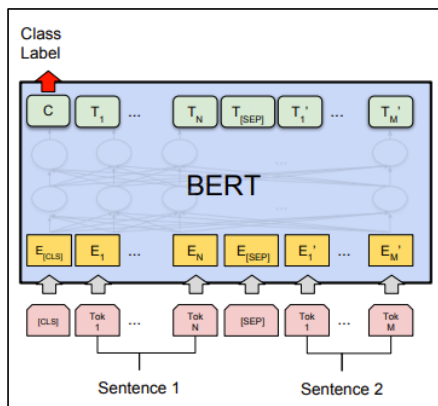 Class
Label
C T1 ... TN T[SEP] T1' ... TM'
...
...
BERT
E[CLS] E1 ... EN E[SEP] E1' ... EM'
[CLS] Tok 1 ... Tok N [SEP] Tok 1 ... Tok M
Sentence 1 Sentence 2